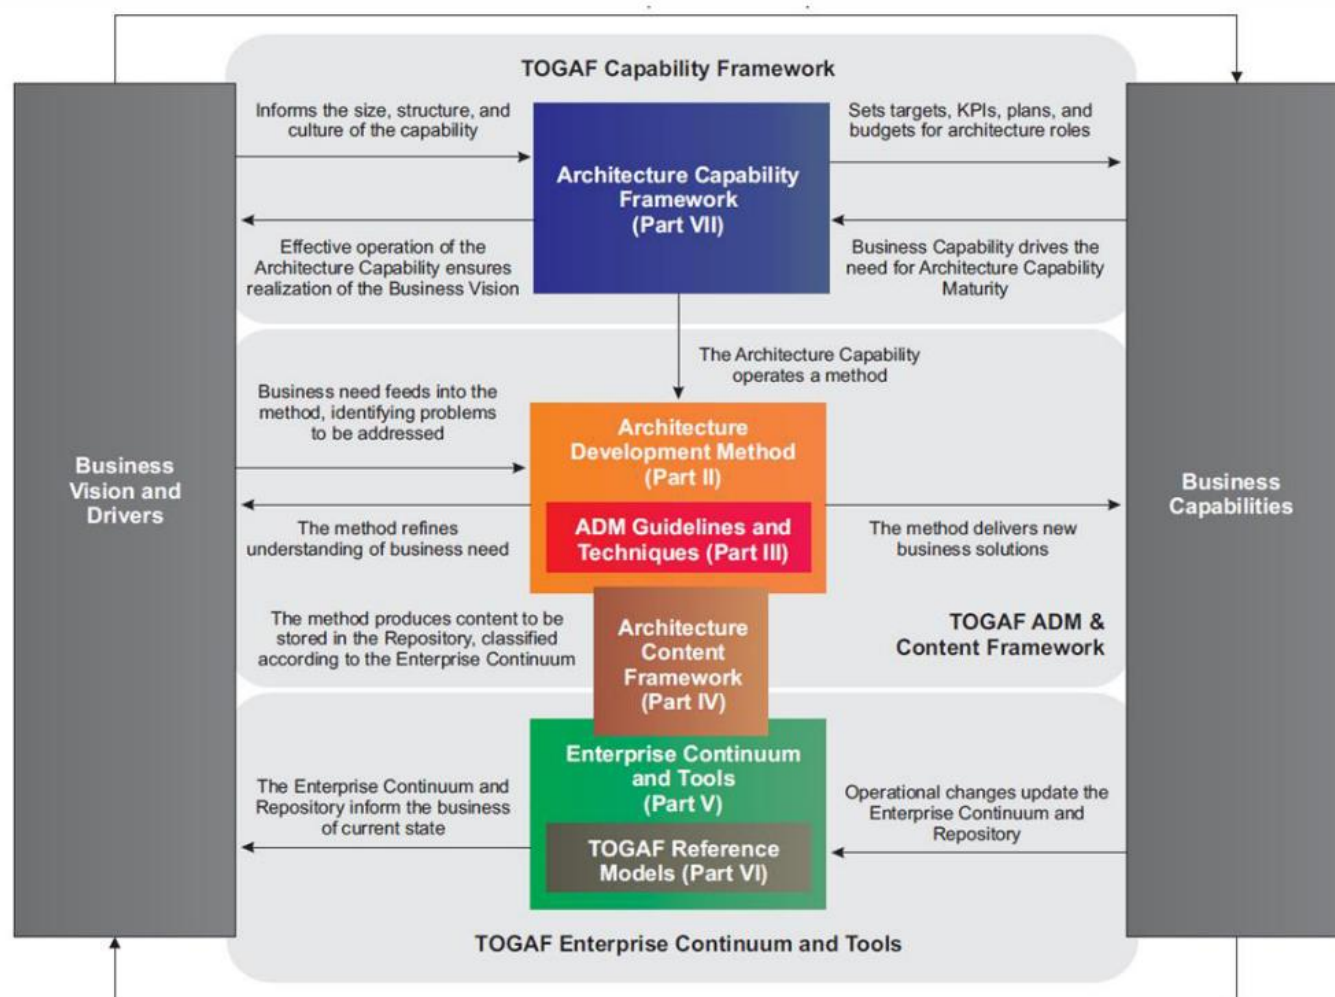 TOGAF Capability Framework
Informs the size, structure, and
culture of the capability
Sets targets, KPIs, plans, and
budgets for architecture roles
Architecture Capability
Framework
(Part VII)
Effective operation of the
Architecture Capability ensures
realization of the Business Vision
Business Capability drives the
need for Architecture Capability
Maturity
The Architecture Capability
operates a method
Business need feeds into the
method, identifying problems
to be addressed
Architecture
Development Method
(Part II)
Business
Vision and
Drivers
Business
Capabilities
ADM Guidelines and
Techniques (Part III)
The method refines
understanding of business need
The method delivers new
business solutions
The method produces content to be
stored in the Repository, classified
according to the Enterprise Continuum
Architecture
Content
Framework
(Part IV)
TOGAF ADM &
Content Framework
Enterprise Continuum
and Tools
(Part V)
The Enterprise Continuum and
Repository inform the business
of current state
Operational changes update the
Enterprise Continuum and
Repository
TOGAF Reference
Models (Part VI)
TOGAF Enterprise Continuum and Tools